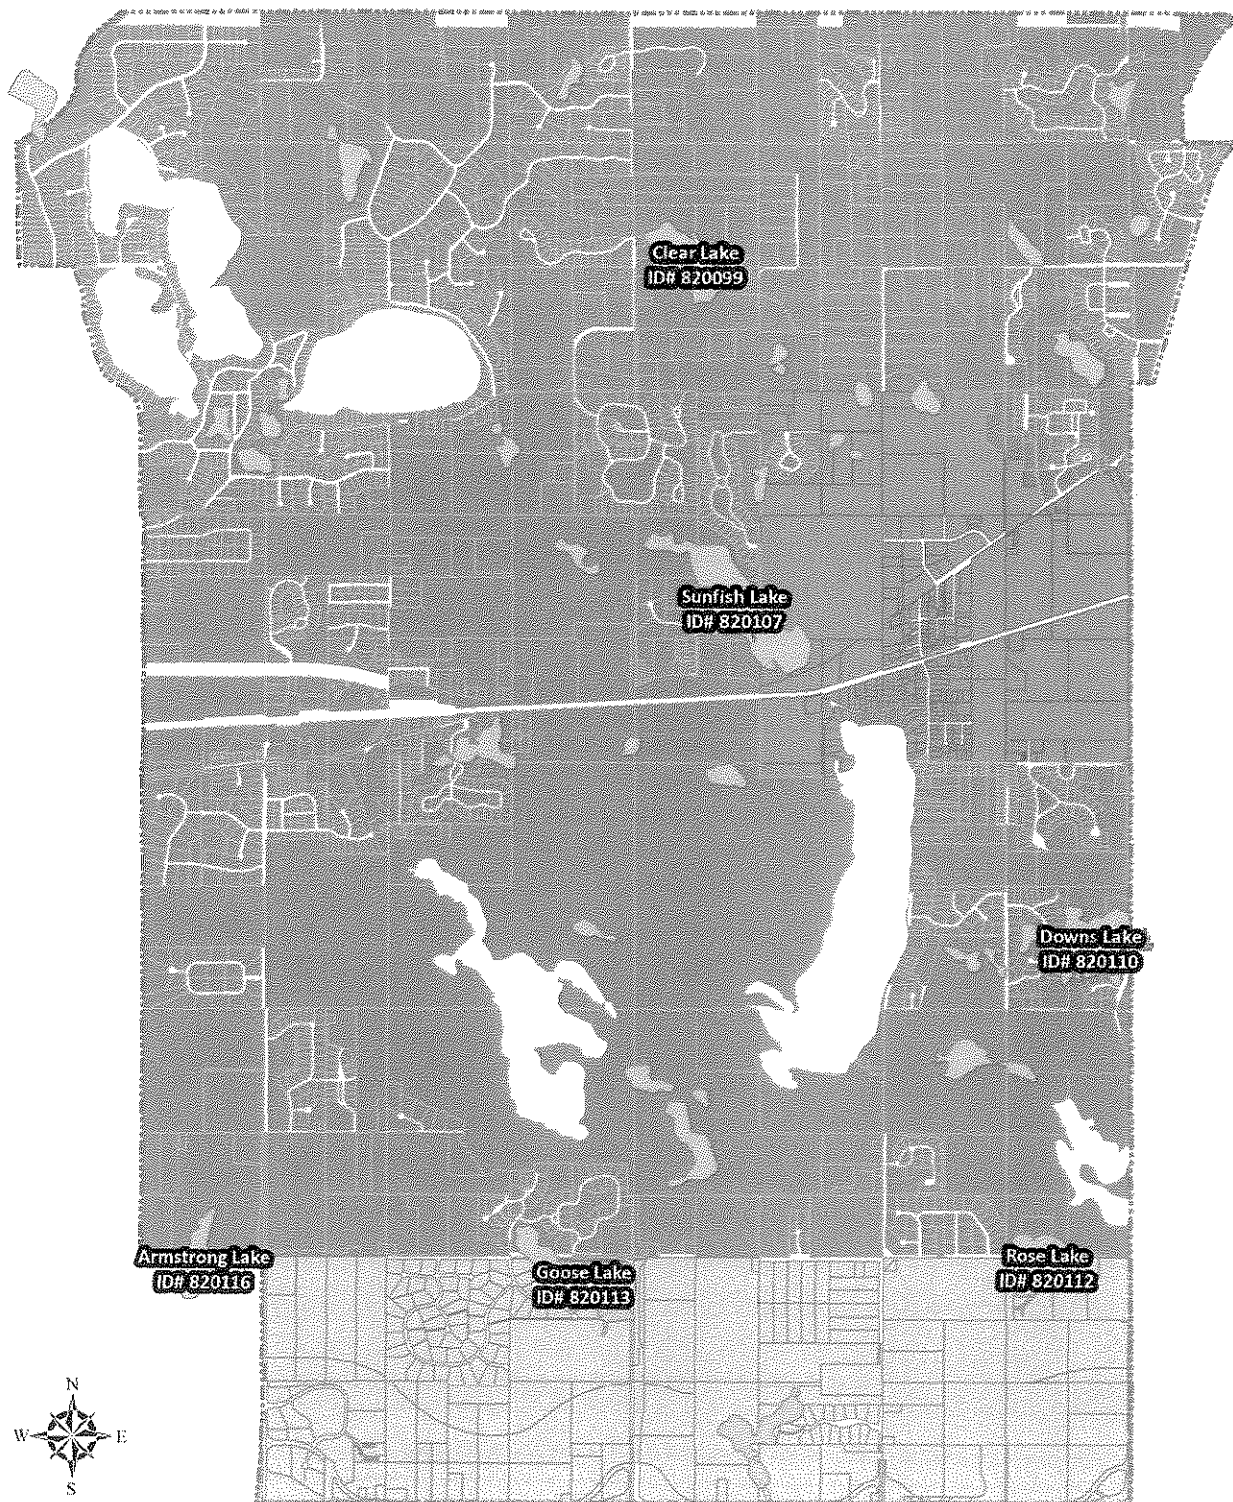 Clear Lake
ID# 820099
Sunfish Lake
ID# 820107
Downs Lake
ID# 820110
Armstrong Lake
ID# 820116
Goose Lake
ID# 820113
Rose Lake
ID# 820112
N
W E
S